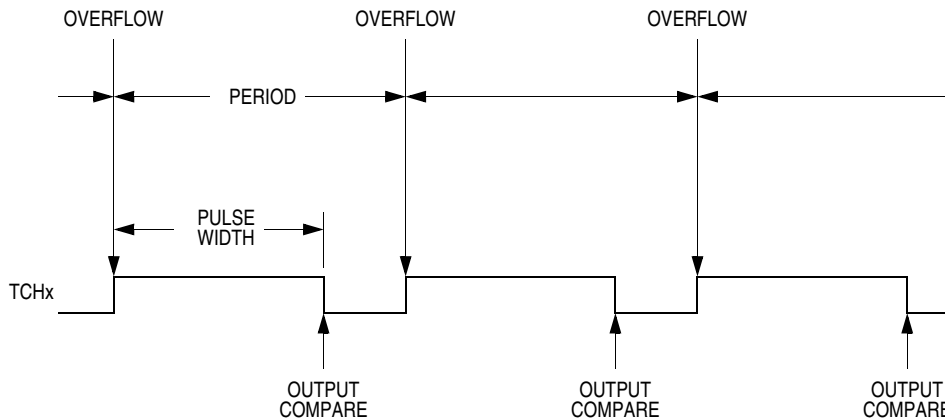 OVERFLOW
OVERFLOW
OVERFLOW
PERIOD
PULSE
WIDTH
TCHx
OUTPUT
COMPARE
OUTPUT
COMPARE
OUTPUT
COMPARE